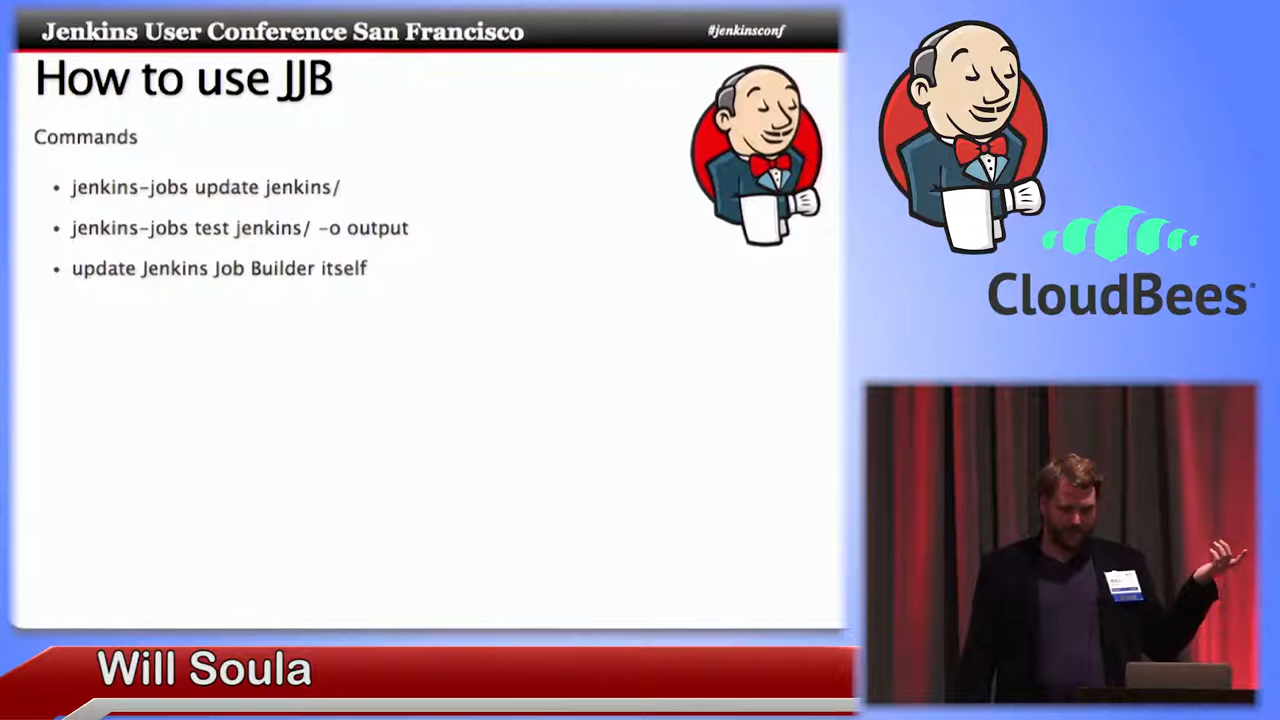 Jenkins User Conference San Francisco
#jenkinsconf
How to use JJB
Commands
• jenkins-jobs update jenkins/
• jenkins-jobs test jenkins/ -o output
• update Jenkins Job Builder itself
CloudBees
WILL
Will Soula